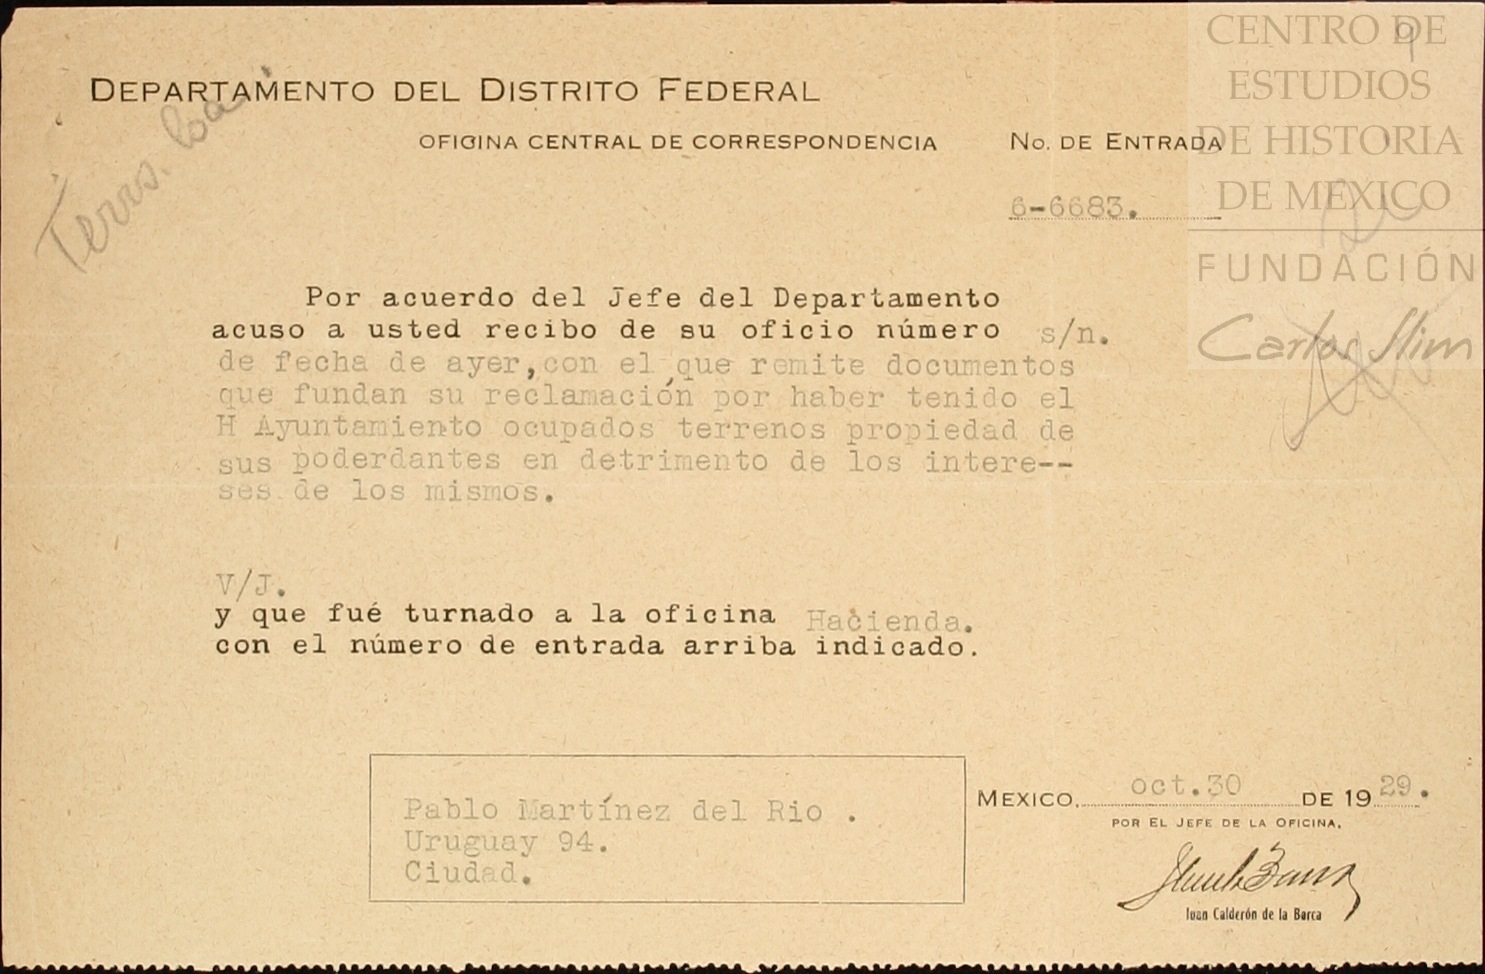 CENTRO DE
ESTUDIOS
DE HISTORIA
DE MEXICO
FUNDACIÓN
Carlos Slim
9
DEPARTAMENTO DEL DISTRITO FEDERAL
OFICINA CENTRAL DE CORRESPONDENCIA
No. DE ENTRADA
6-6683.
Terrs.
Por acuerdo del Jefe del Departamento
acuso a usted recibo de su oficio número s/n.
de fecha de ayer, con el que remite documentos
que fundan su reclamación por haber tenido el
H Ayuntamiento ocupados terrenos propiedad de
sus poderdantes en detrimento de los intere--
ses de los mismos.
V/J.
y que fué turnado a la oficina Hacienda.
con el número de entrada arriba indicado.
Pablo Martínez del Rio .
Uruguay 94.
Ciudad.
MEXICO, oct.30 DE 1929.
POR EL JEFE DE LA OFICINA,
Juan Calderón de la Barca